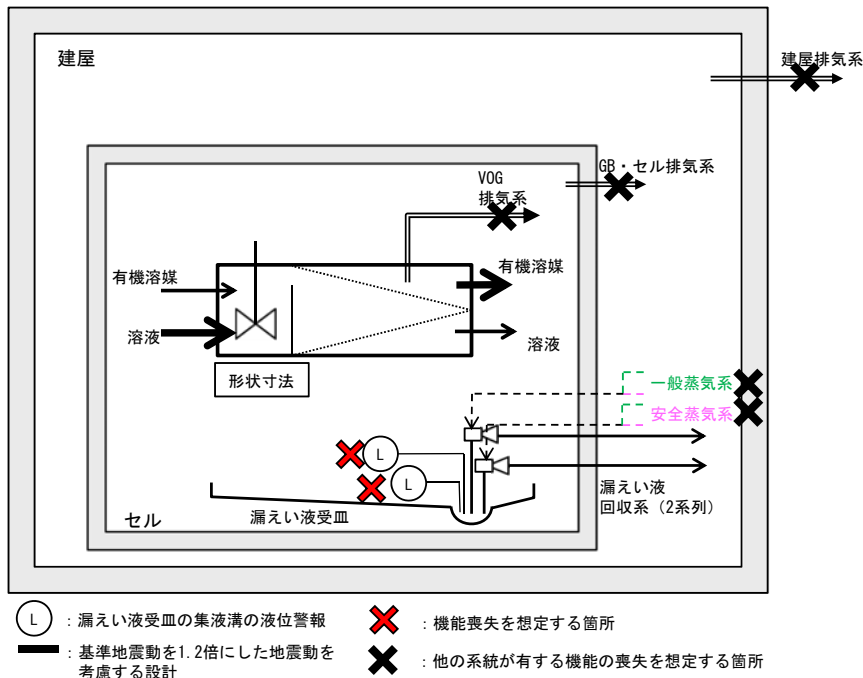 建屋
建屋排気系
GB・セル排気系
VOG
排気系
有機溶媒
有機溶媒
溶液
溶液
形状寸法
一般蒸気系
安全蒸気系
L
L
漏えい液
回収系（2系列）
漏えい液受皿
セル
L ：漏えい液受皿の集液溝の液位警報
：機能喪失を想定する箇所
：基準地震動を1.2倍にした地震動を
考慮する設計
：他の系統が有する機能の喪失を想定する箇所